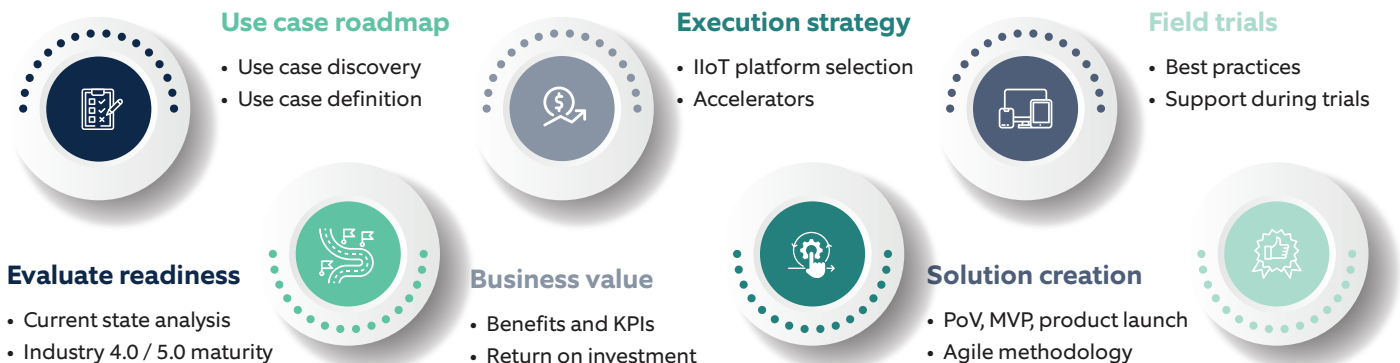 Use case roadmap
• Use case discovery
• Use case definition
Execution strategy
• IIoT platform selection
• Accelerators
Field trials
• Best practices
• Support during trials
Evaluate readiness
• Current state analysis
• Industry 4.0 / 5.0 maturity
Business value
• Benefits and KPIs
• Return on investment
Solution creation
• PoV, MVP, product launch
• Agile methodology